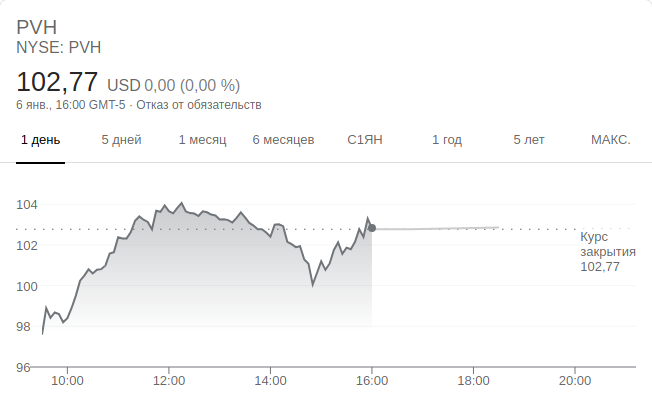 PVH
NYSE: PVH
102,77 USD 0,00 (0,00 %)
6 янв., 16:00 GMT-5 · Отказ от обязательств
1 день 5 дней 1 месяц 6 месяцев С1ЯН 1 год 5 лет МАКС.
104
102
100
98
96
Курс
закрытия
102,77
10:00 12:00 14:00 16:00 18:00 20:00